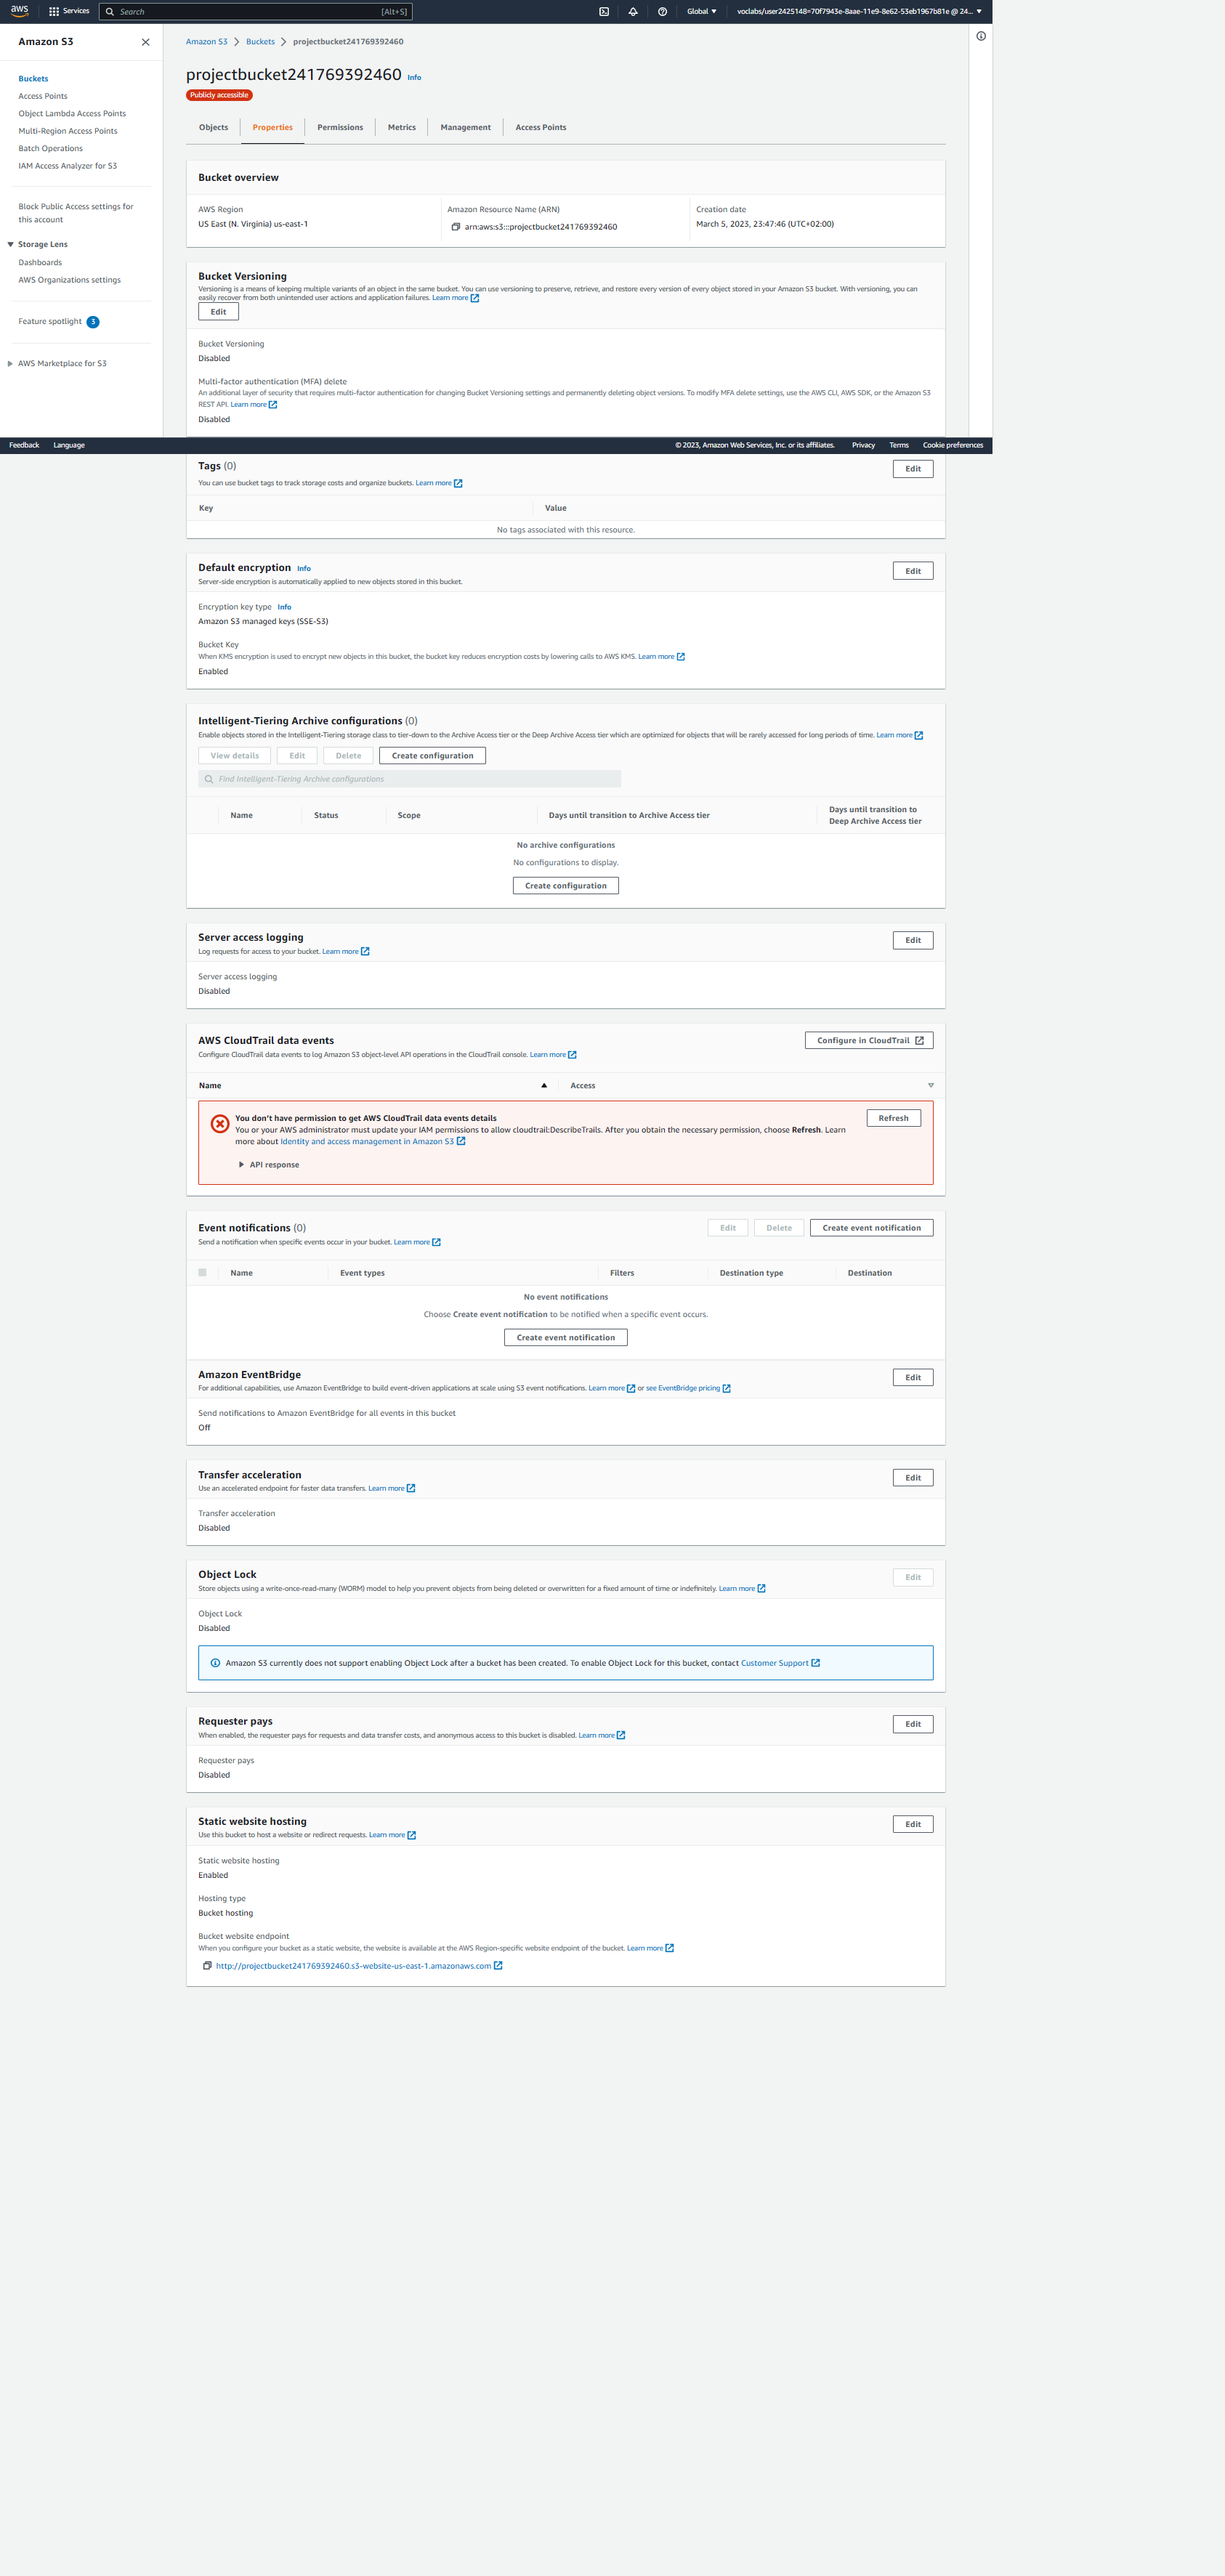 aws
Services
Search
[Alt+S]
Global
voclabs/user2425148=70f7943e-8aae-11e9-8e62-53eb1967b81e @ 24...
Amazon S3
Buckets
Access Points
Object Lambda Access Points
Multi-Region Access Points
Batch Operations
IAM Access Analyzer for S3
Block Public Access settings for
this account
Storage Lens
Dashboards
AWS Organizations settings
Feature spotlight 3
AWS Marketplace for S3
Amazon S3 > Buckets > projectbucket241769392460
projectbucket241769392460 Info
Publicly accessible
Objects
Properties
Permissions
Metrics
Management
Access Points
Bucket overview
AWS Region
US East (N. Virginia) us-east-1
Amazon Resource Name (ARN)
arn:aws:s3:::projectbucket241769392460
Creation date
March 5, 2023, 23:47:46 (UTC+02:00)
Bucket Versioning
Versioning is a means of keeping multiple variants of an object in the same bucket. You can use versioning to preserve, retrieve, and restore every version of every object stored in your Amazon S3 bucket. With versioning, you can
easily recover from both unintended user actions and application failures. Learn more
Edit
Bucket Versioning
Disabled
Multi-factor authentication (MFA) delete
An additional layer of security that requires multi-factor authentication for changing Bucket Versioning settings and permanently deleting object versions. To modify MFA delete settings, use the AWS CLI, AWS SDK, or the Amazon S3
REST API. Learn more
Disabled
Feedback
Language
© 2023, Amazon Web Services, Inc. or its affiliates.
Privacy
Terms
Cookie preferences
Tags (0)
Edit
You can use bucket tags to track storage costs and organize buckets. Learn more
Key
Value
No tags associated with this resource.
Default encryption Info
Edit
Server-side encryption is automatically applied to new objects stored in this bucket.
Encryption key type Info
Amazon S3 managed keys (SSE-S3)
Bucket Key
When KMS encryption is used to encrypt new objects in this bucket, the bucket key reduces encryption costs by lowering calls to AWS KMS. Learn more
Enabled
Intelligent-Tiering Archive configurations (0)
Enable objects stored in the Intelligent-Tiering storage class to tier-down to the Archive Access tier or the Deep Archive Access tier which are optimized for objects that will be rarely accessed for long periods of time. Learn more
View details
Edit
Delete
Create configuration
Find Intelligent-Tiering Archive configurations
Name
Status
Scope
Days until transition to Archive Access tier
Days until transition to
Deep Archive Access tier
No archive configurations
No configurations to display.
Create configuration
Server access logging
Edit
Log requests for access to your bucket. Learn more
Server access logging
Disabled
AWS CloudTrail data events
Configure in CloudTrail
Configure CloudTrail data events to log Amazon S3 object-level API operations in the CloudTrail console. Learn more
Name
Access
You don't have permission to get AWS CloudTrail data events details
Refresh
You or your AWS administrator must update your IAM permissions to allow cloudtrail:DescribeTrails. After you obtain the necessary permission, choose Refresh. Learn
more about Identity and access management in Amazon S3
API response
Event notifications (0)
Edit
Delete
Create event notification
Send a notification when specific events occur in your bucket. Learn more
Name
Event types
Filters
Destination type
Destination
No event notifications
Choose Create event notification to be notified when a specific event occurs.
Create event notification
Amazon EventBridge
Edit
For additional capabilities, use Amazon EventBridge to build event-driven applications at scale using S3 event notifications. Learn more or see EventBridge pricing
Send notifications to Amazon EventBridge for all events in this bucket
Off
Transfer acceleration
Edit
Use an accelerated endpoint for faster data transfers. Learn more
Transfer acceleration
Disabled
Object Lock
Edit
Store objects using a write-once-read-many (WORM) model to help you prevent objects from being deleted or overwritten for a fixed amount of time or indefinitely. Learn more
Object Lock
Disabled
Amazon S3 currently does not support enabling Object Lock after a bucket has been created. To enable Object Lock for this bucket, contact Customer Support
Requester pays
Edit
When enabled, the requester pays for requests and data transfer costs, and anonymous access to this bucket is disabled. Learn more
Requester pays
Disabled
Static website hosting
Edit
Use this bucket to host a website or redirect requests. Learn more
Static website hosting
Enabled
Hosting type
Bucket hosting
Bucket website endpoint
When you configure your bucket as a static website, the website is available at the AWS Region-specific website endpoint of the bucket. Learn more
http://projectbucket241769392460.s3-website-us-east-1.amazonaws.com